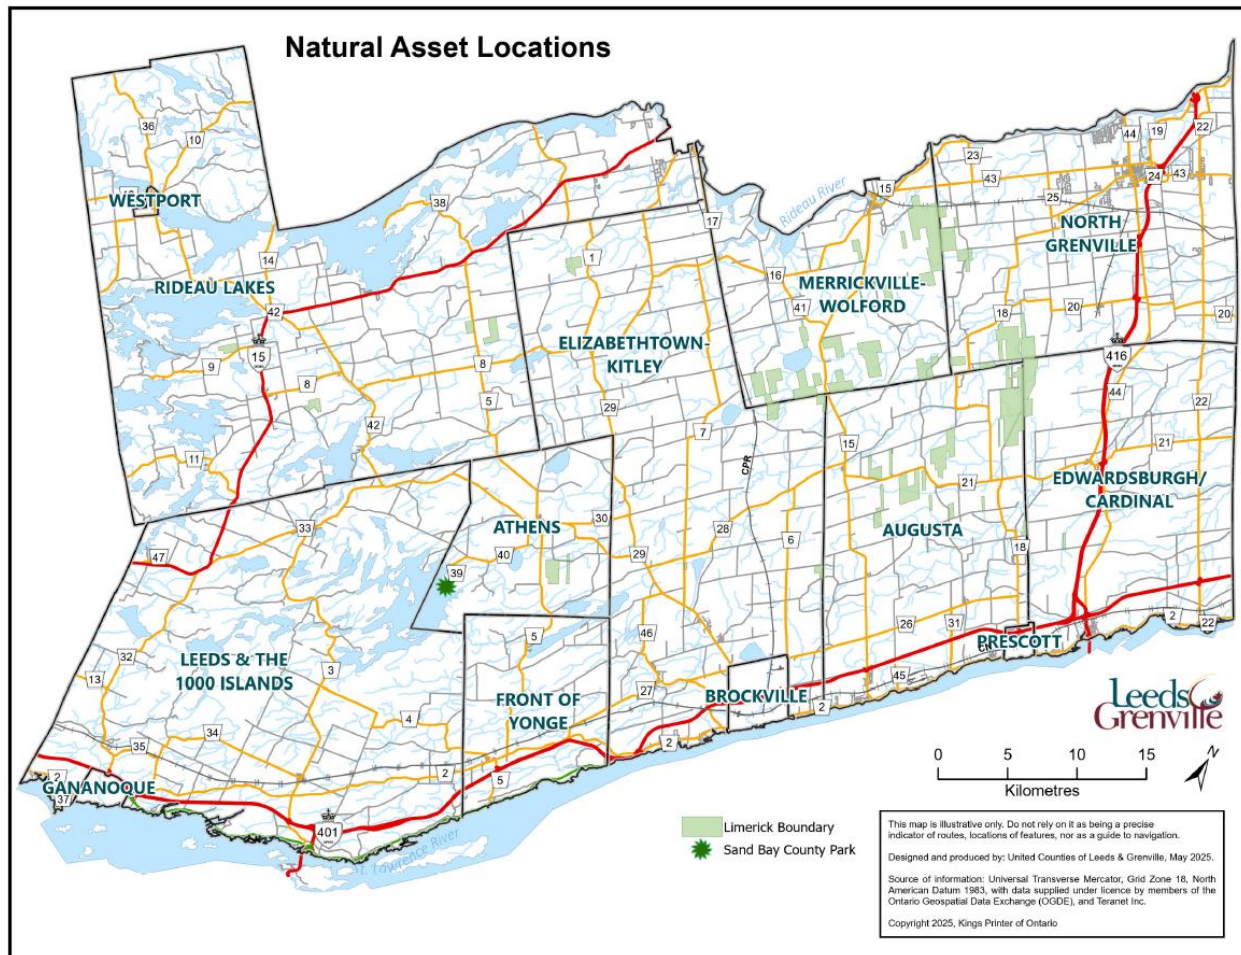 Natural Asset Locations
36
10
WESTPORT
38
14
RIDEAU LAKES
42
15
9
8
8
5
42
11
17
1
ELIZABETHTOWN-
KITLEY
29
7
CPR
Rideau River
15
16
MERRICKVILLE-
WOLFORD
41
23
43
25
44
19
22
24
43
NORTH
GRENVILLE
18
20
20
416
44
22
15
21
21
EDWARDSBURGH/
CARDINAL
AUGUSTA
18
ATHENS
30
40
39
28
29
6
33
47
32
13
LEEDS & THE
1000 ISLANDS
3
5
46
27
26
31
2
22
PRESCOTT
45
BROCKVILLE
2
2
FRONT OF
YONGE
4
34
35
2
5
2
GANANOQUE
37
401
St. Lawrence River
Leeds
Grenville
0 5 10 15
Kilometres
N
Limerick Boundary
Sand Bay County Park
This map is illustrative only. Do not rely on it as being a precise
indicator of routes, locations of features, nor as a guide to navigation.
Designed and produced by: United Counties of Leeds & Grenville, May 2025.
Source of information: Universal Transverse Mercator, Grid Zone 18, North
American Datum 1983, with data supplied under licence by members of the
Ontario Geospatial Data Exchange (OGDE), and Teranet Inc.
Copyright 2025, Kings Printer of Ontario